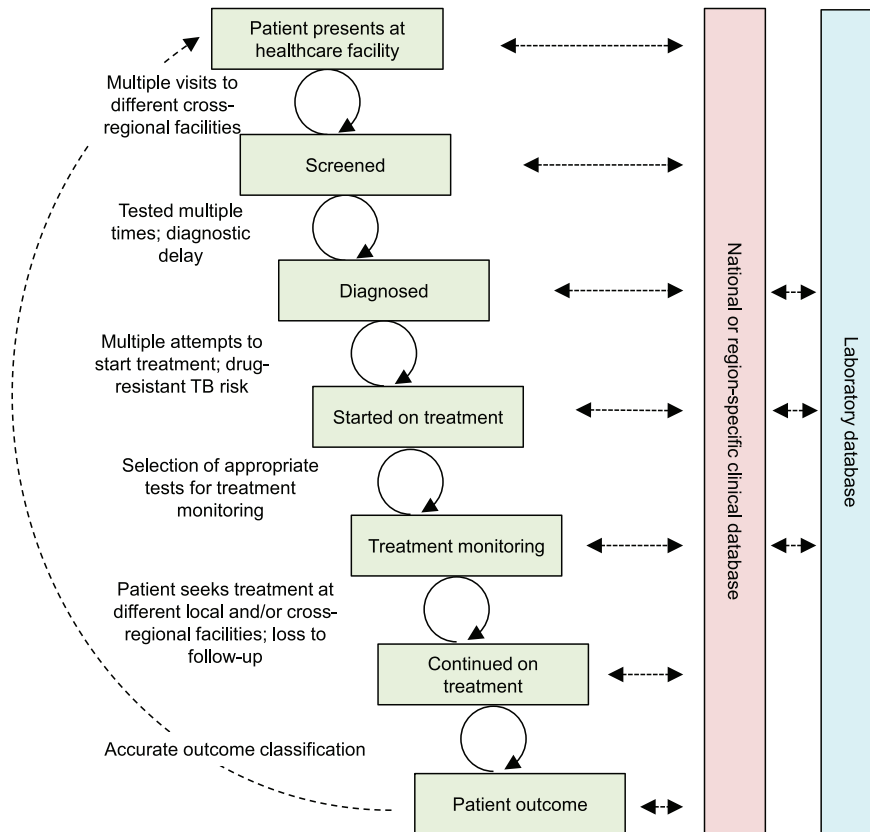 Patient presents at
healthcare facility
Multiple visits to
different cross-
regional facilities
Screened
Tested multiple
times; diagnostic
delay
Diagnosed
Multiple attempts to
start treatment; drug-
resistant TB risk
Started on treatment
Selection of appropriate
tests for treatment
monitoring
Treatment monitoring
Patient seeks treatment at
different local and/or cross-
regional facilities; loss to
follow-up
Continued on
treatment
Accurate outcome classification
Patient outcome
National or region-specific clinical database
Laboratory database